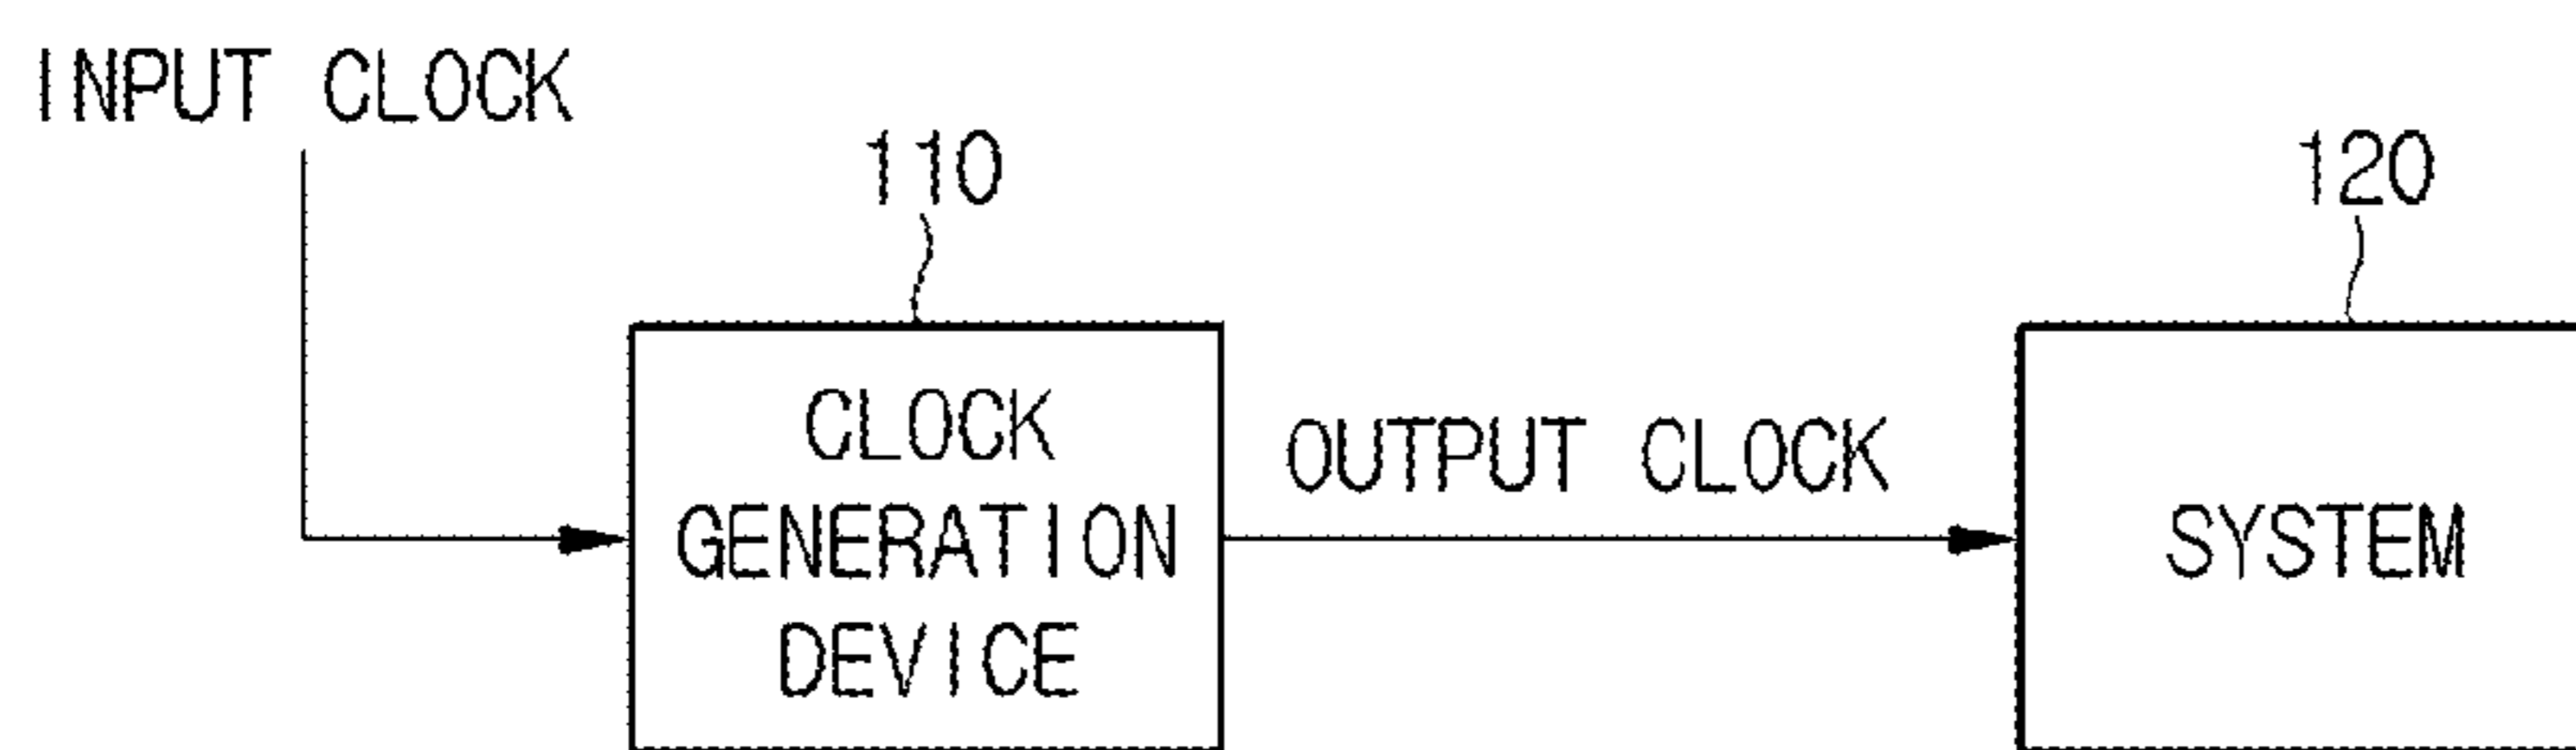 INPUT CLOCK
110
120
CLOCK
GENERATION
DEVICE
OUTPUT CLOCK
SYSTEM